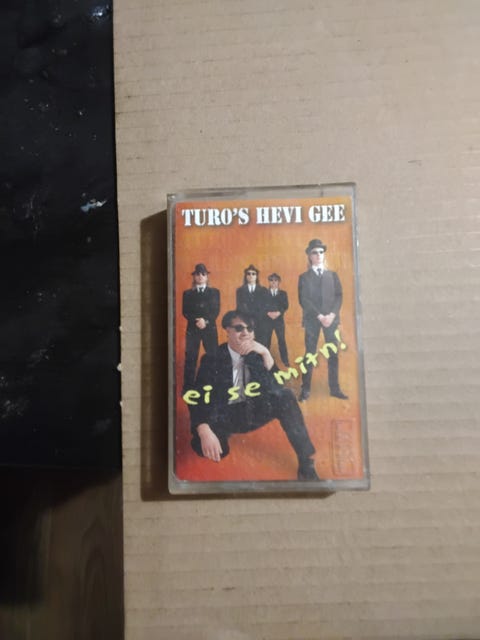 TURO'S HEVI GEE
ei se mitn!